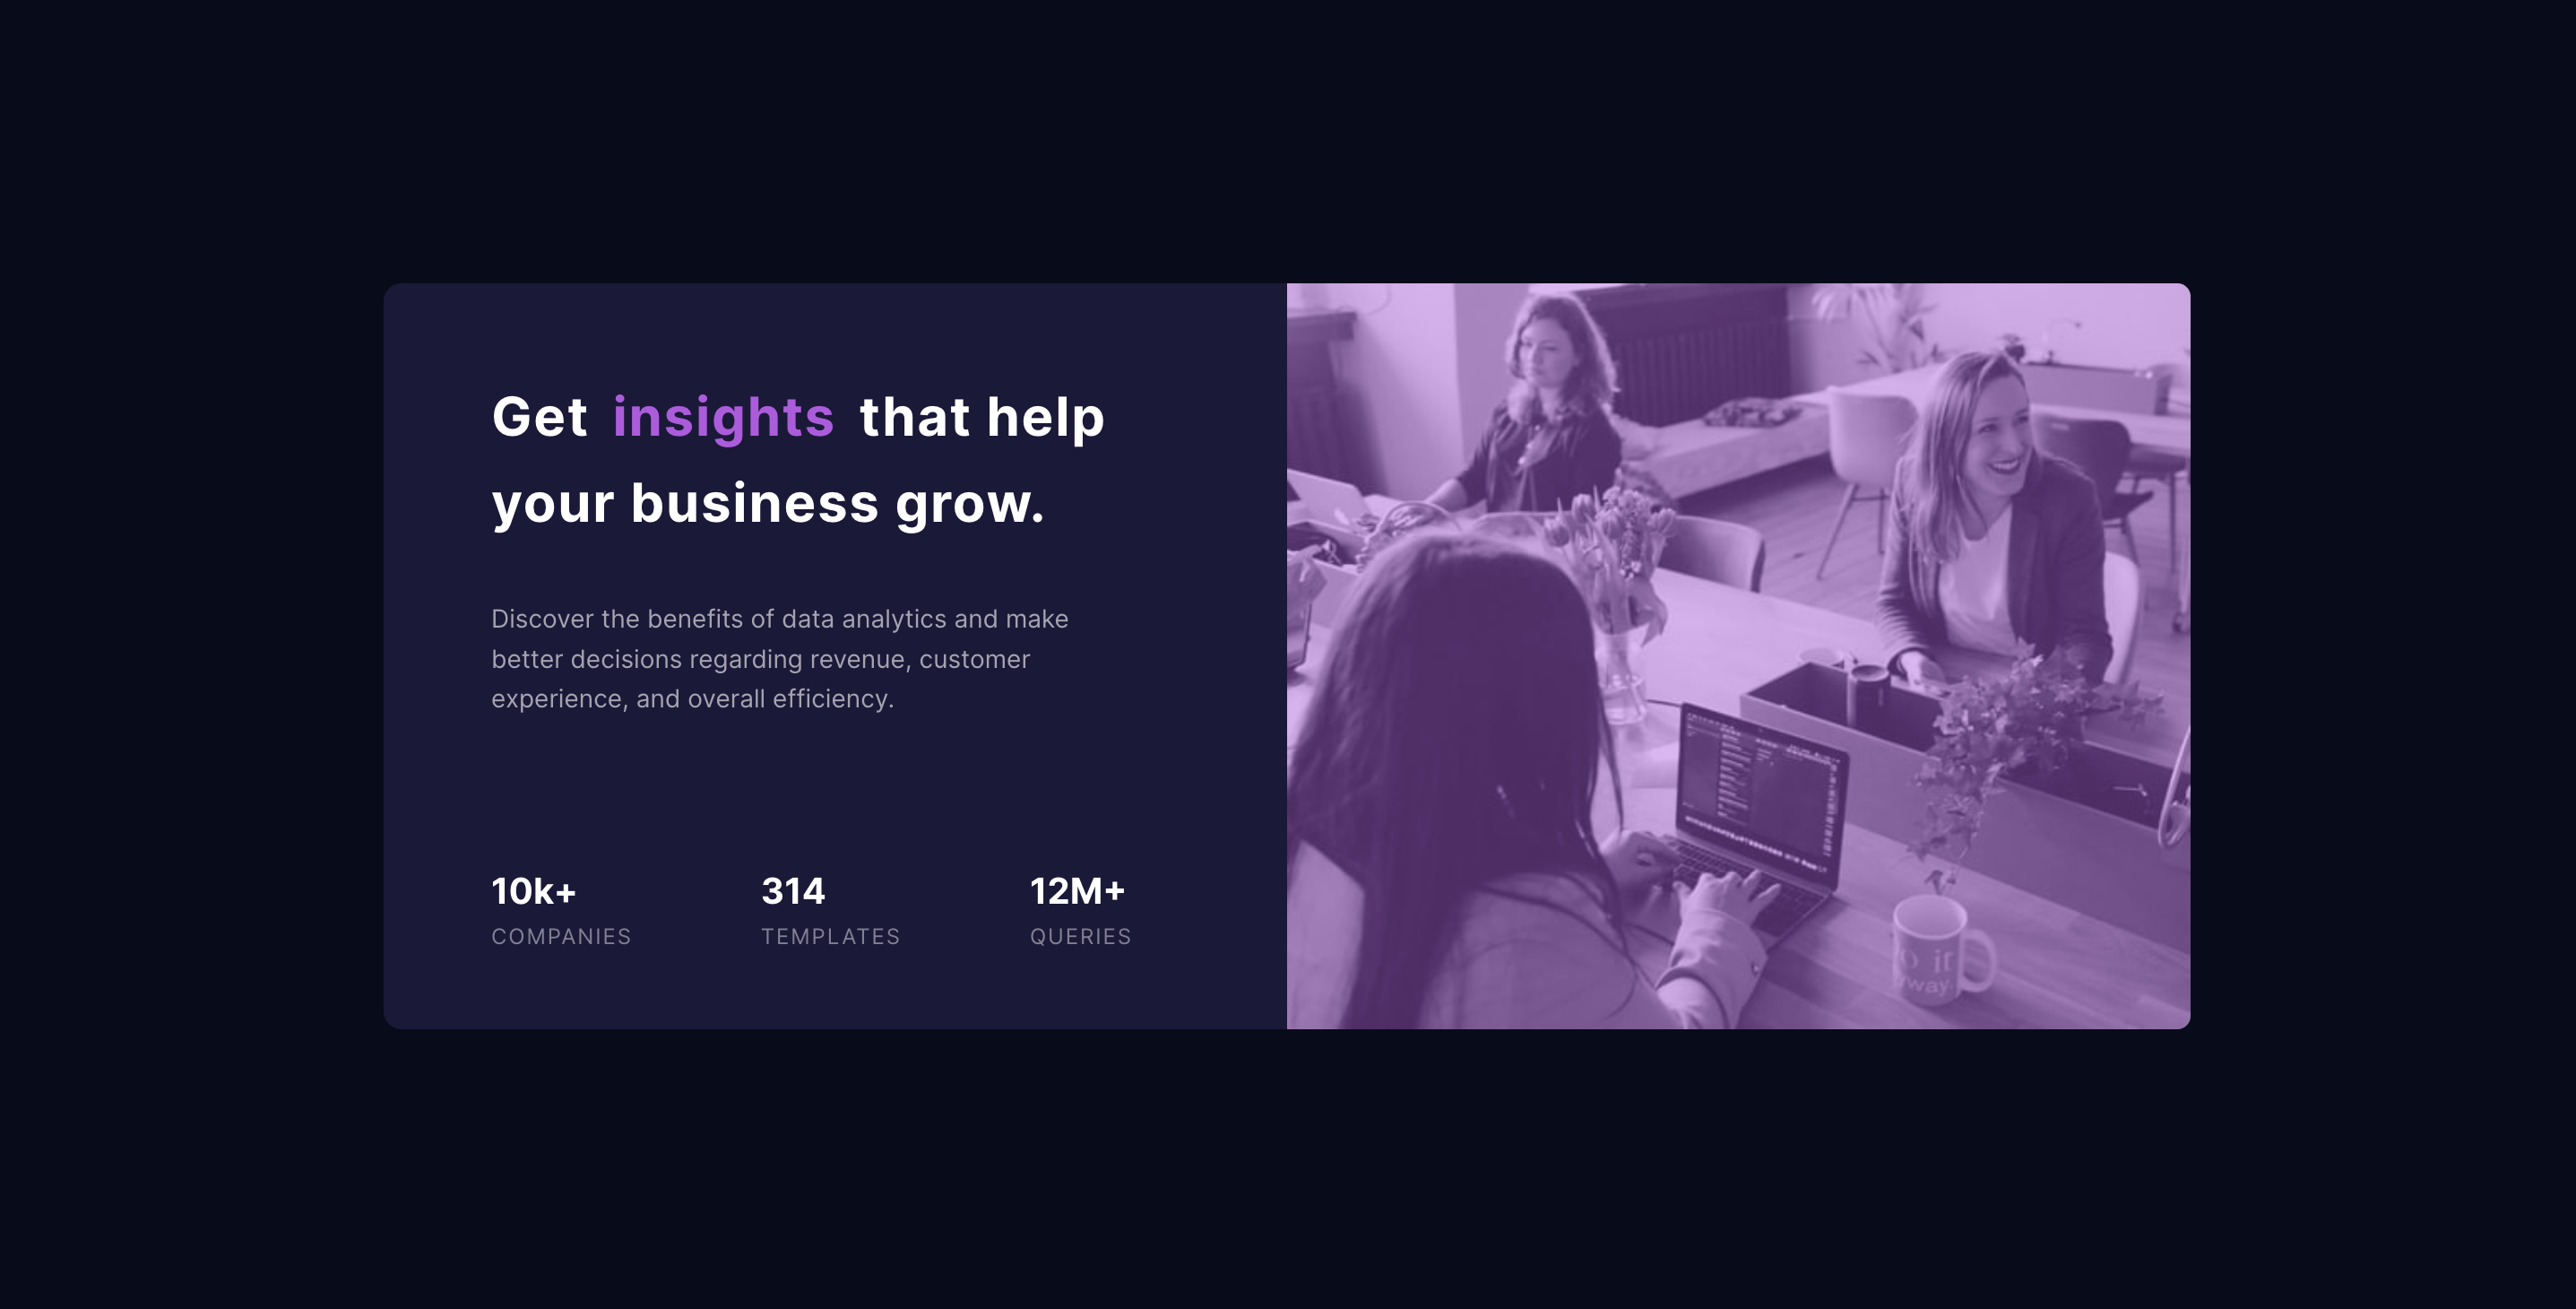 Get insights that help
your business grow.
Discover the benefits of data analytics and make
better decisions regarding revenue, customer
experience, and overall efficiency.
10k+ 314 12M+
COMPANIES TEMPLATES QUERIES